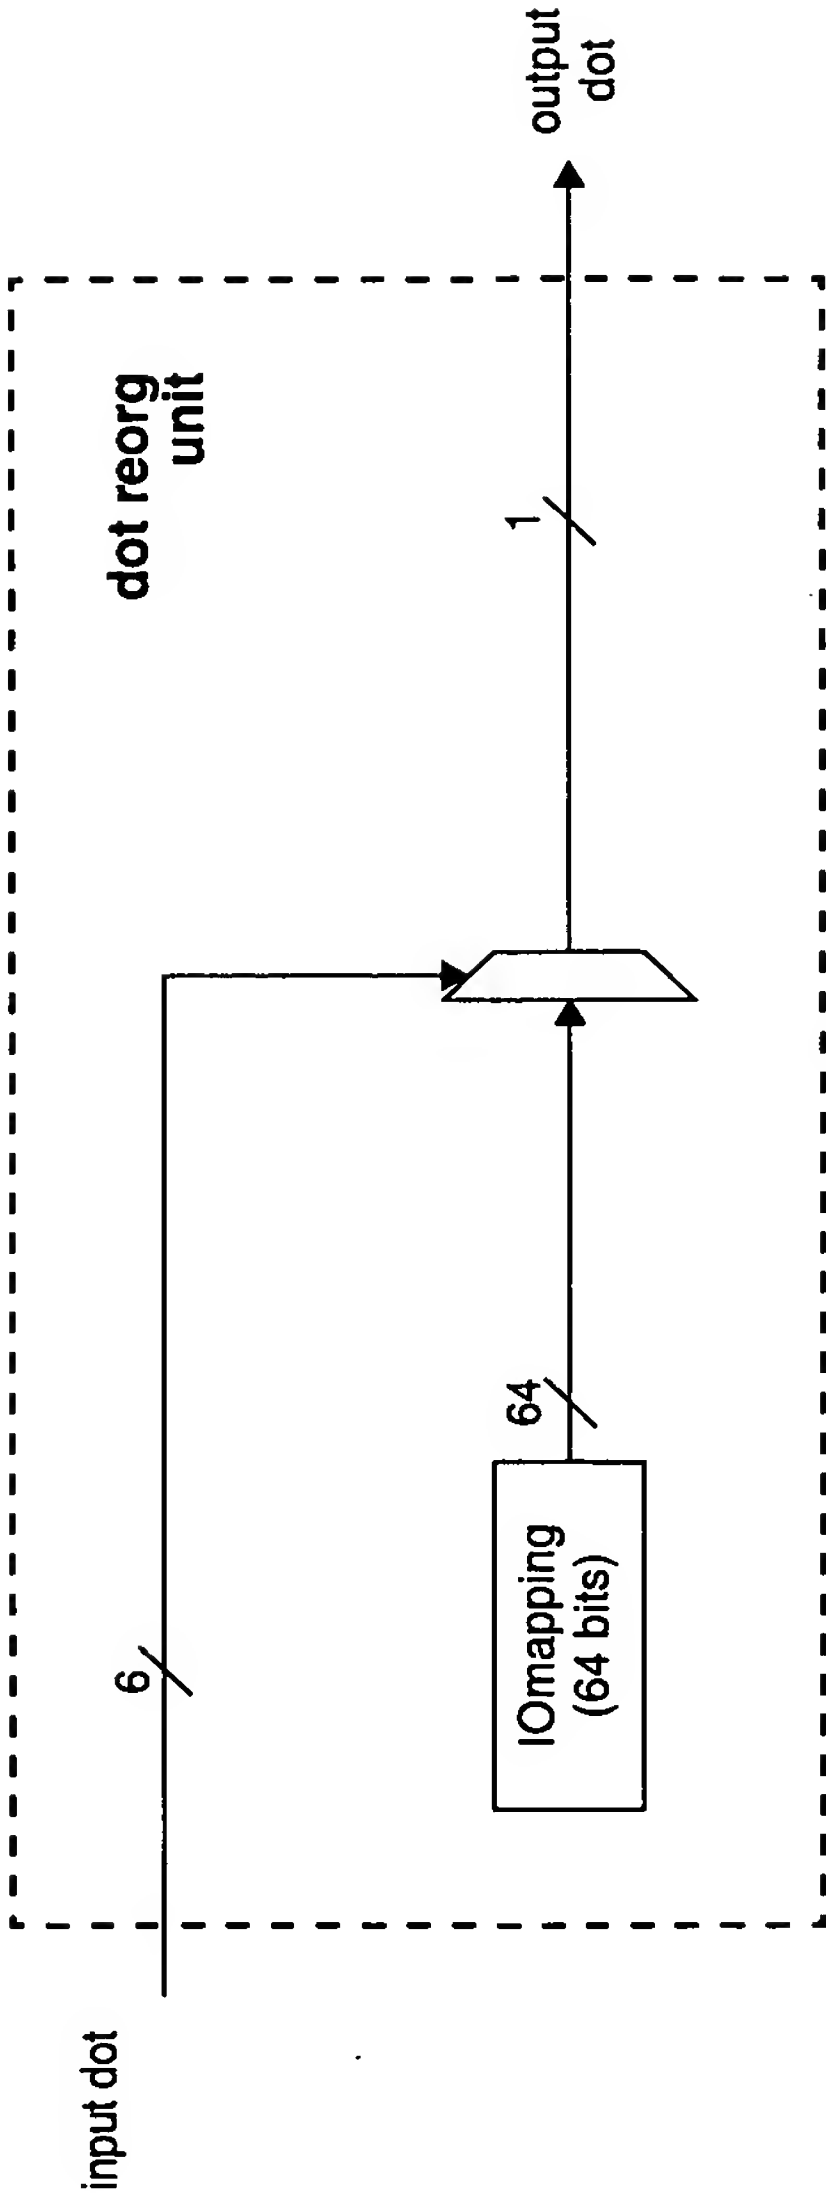 dot reorg
unit
input dot
6
IOmapping
(64 bits)
64
1
output
dot